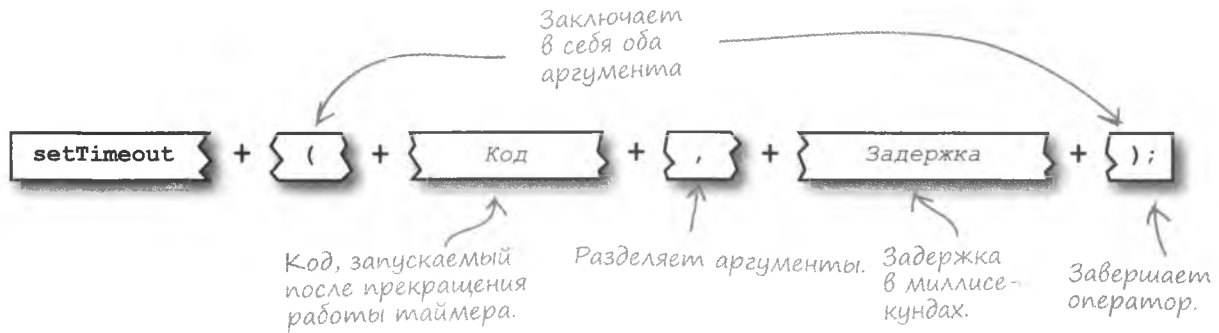 Заключает
в себя оба
аргумента
setTimeout + ( + Код + , + Задержка + );
Код, запускаемый
после прекращения
работы таймера.
Разделяет аргументы.
Задержка
в миллисе-
кундах.
Завершает
оператор.